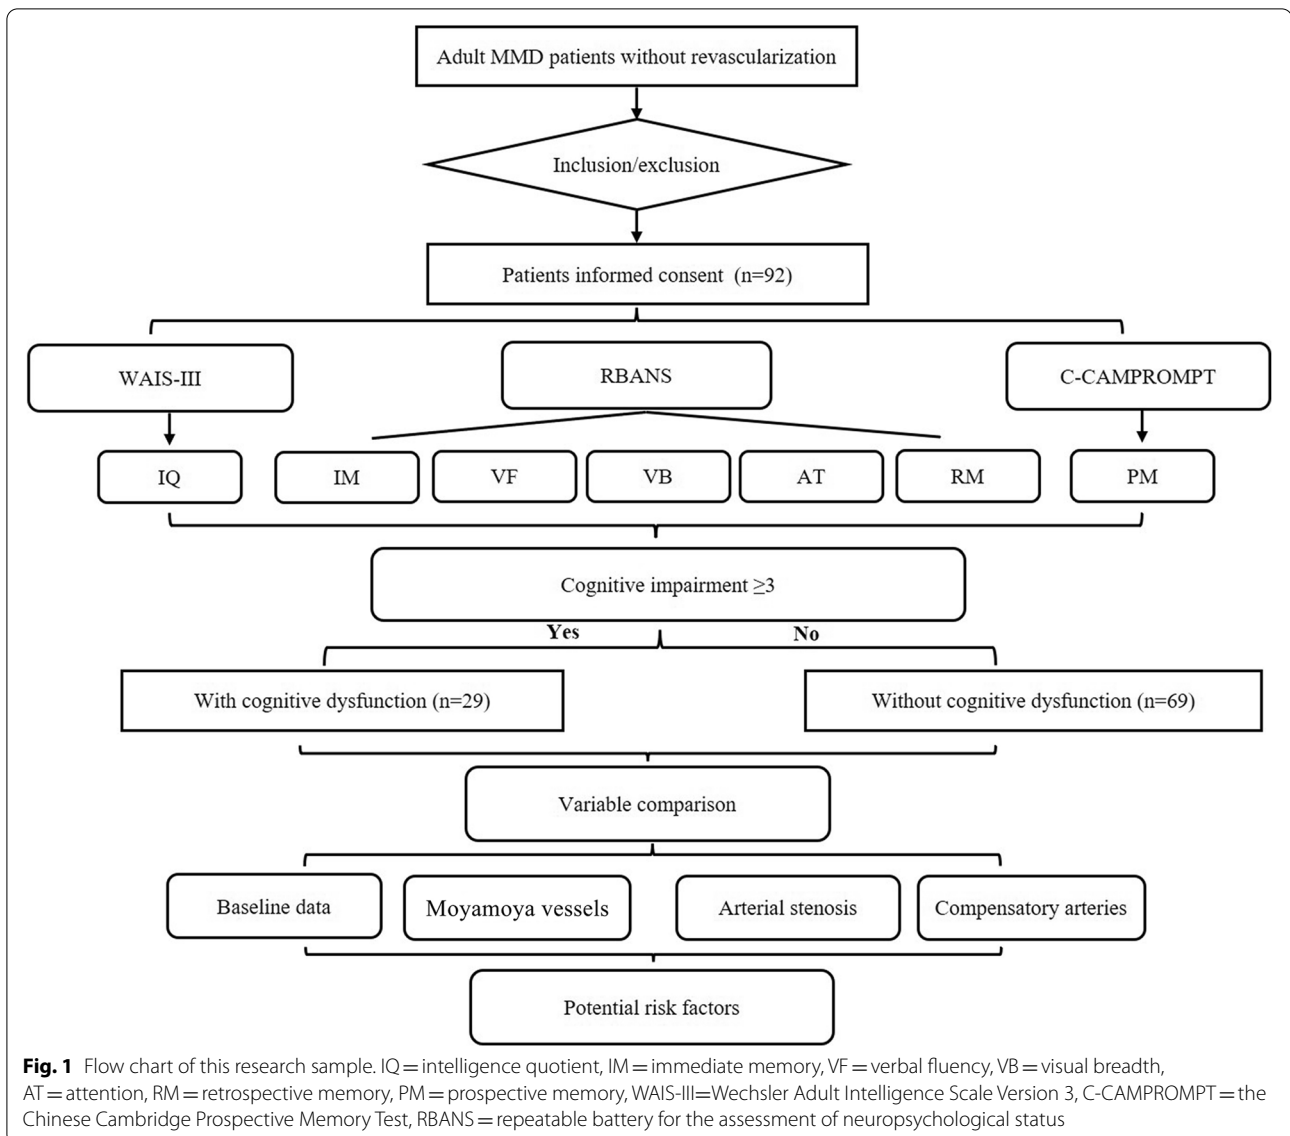 Adult MMD patients without revascularization
Inclusion/exclusion
Patients informed consent (n=92)
WAIS-III
RBANS
C-CAMPROMPT
IQ
IM
VF
VB
AT
RM
PM
Cognitive impairment ≥3
Yes
No
With cognitive dysfunction (n=29)
Without cognitive dysfunction (n=69)
Variable comparison
Baseline data
Moyamoya vessels
Arterial stenosis
Compensatory arteries
Potential risk factors
Fig. 1 Flow chart of this research sample. IQ = intelligence quotient, IM = immediate memory, VF = verbal fluency, VB = visual breadth,
AT = attention, RM = retrospective memory, PM = prospective memory, WAIS-III=Wechsler Adult Intelligence Scale Version 3, C-CAMPROMPT = the
Chinese Cambridge Prospective Memory Test, RBANS = repeatable battery for the assessment of neuropsychological status